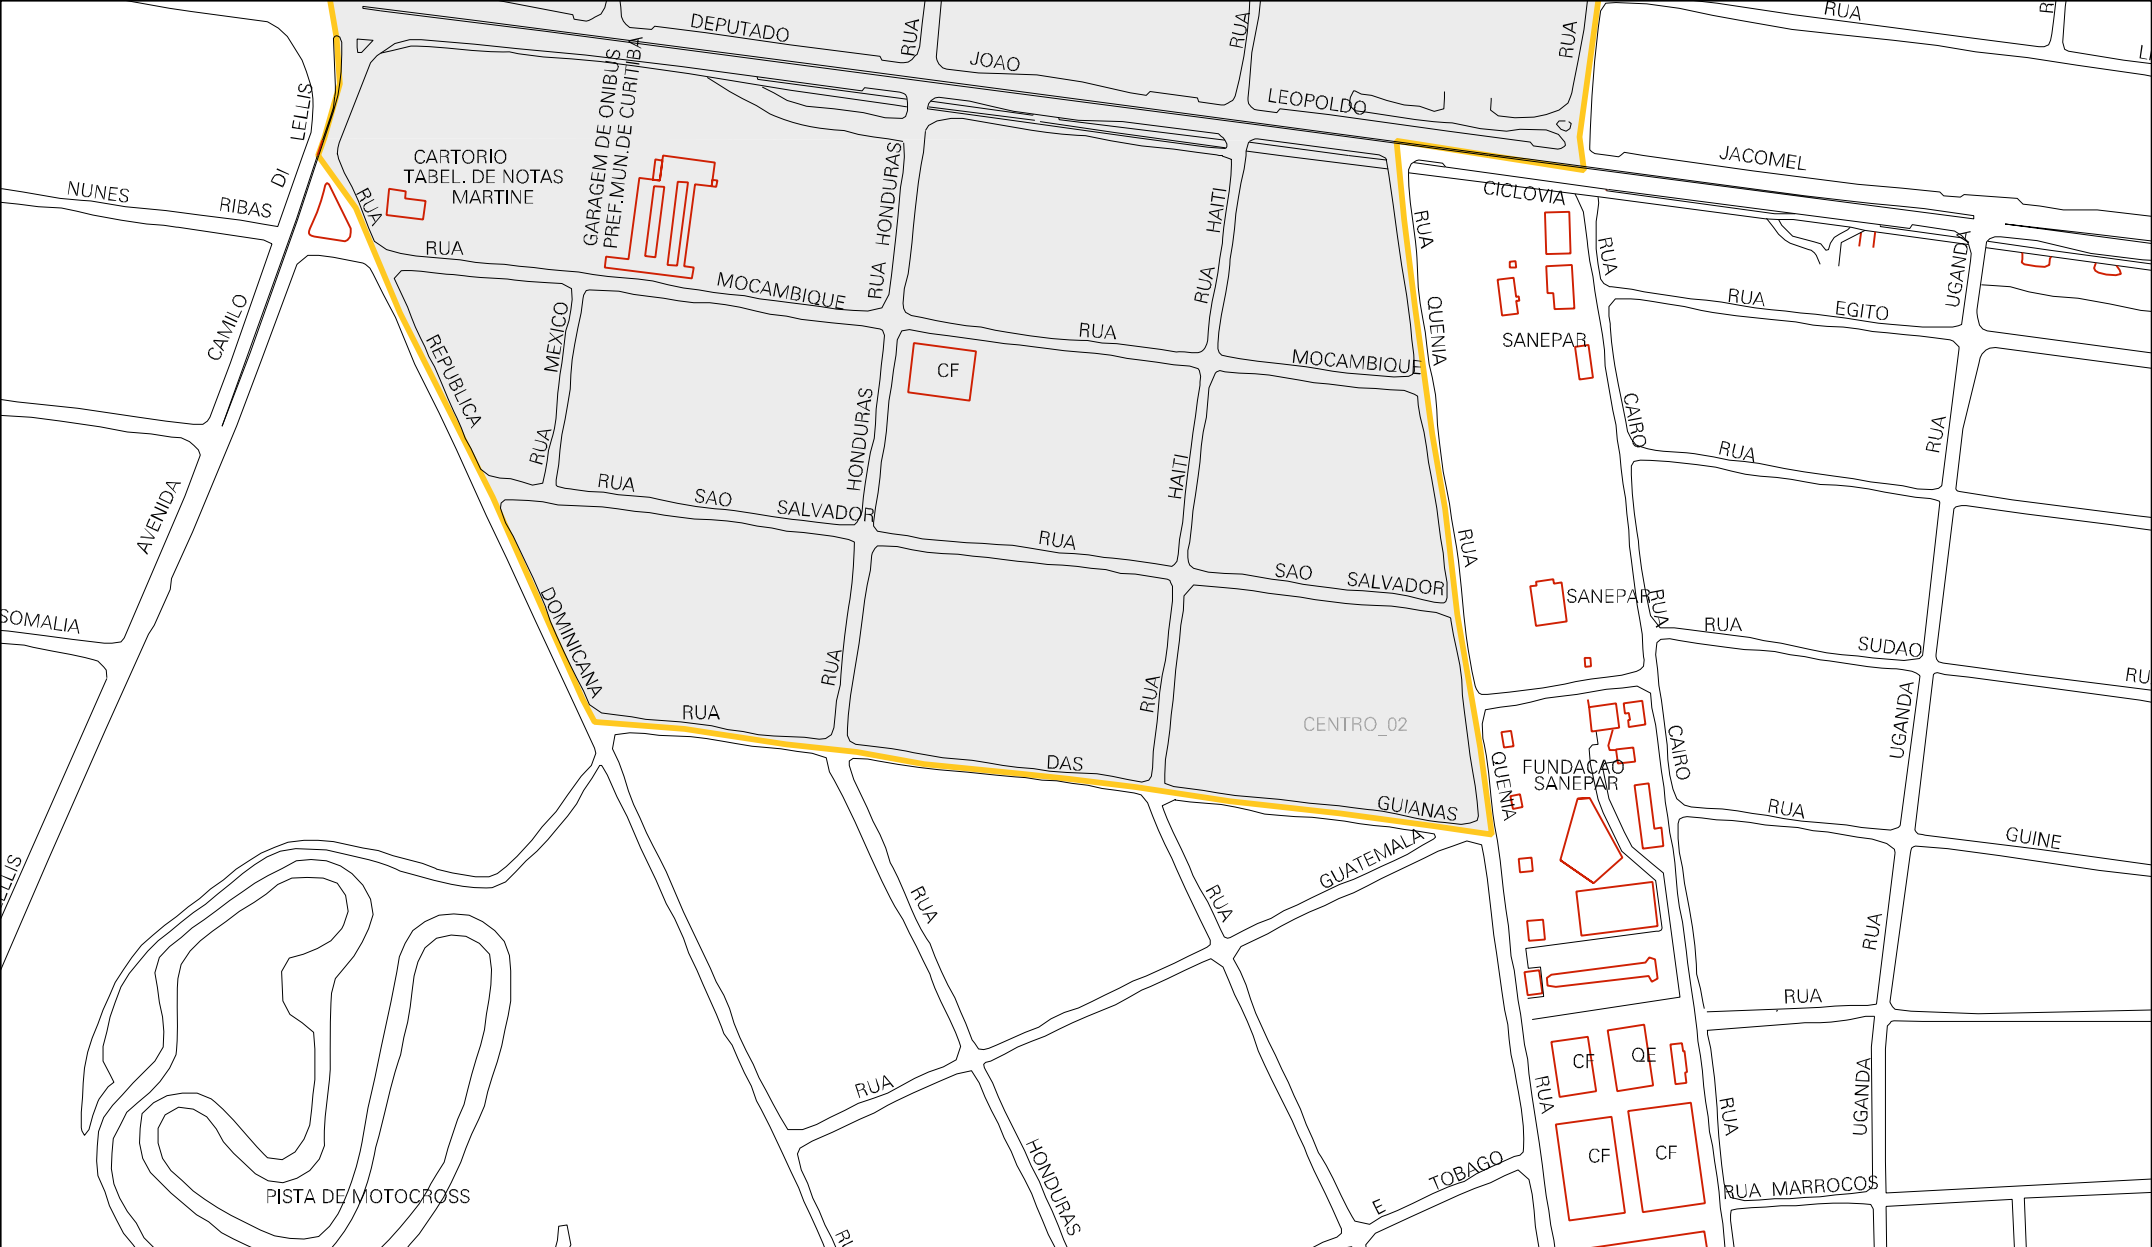 DEPUTADO
RUA
RUA
RUA
RUA
JOAO
LEOPOLDO
JACOMEL
CICLOVIA
LELLIS
DI
GARAGEM DE ONIBUS
PREF.MUN.DE CURITIBA
CARTORIO
TABEL. DE NOTAS
MARTINE
NUNES
RIBAS
RUA
RUA
MOCAMBIQUE
HONDURAS
RUA
HAITI
RUA
RUA
QUENIA
RUA
RUA
EGITO
UGANDA
SANEPAR
CAMILO
REPUBLICA
MEXICO
RUA
CF
RUA
MOCAMBIQUE
HONDURAS
HAITI
CAIRO
RUA
RUA
AVENIDA
RUA
SAO
SALVADOR
RUA
SAO
SALVADOR
RUA
SANEPAR
RUA
RUA
SUDAO
RU
SOMALIA
DOMINICANA
RUA
RUA
RUA
DAS
GUIANAS
CENTRO_02
QUENIA
FUNDACAO
SANEPAR
CAIRO
UGANDA
RUA
GUINE
GUATEMALA
RUA
RUA
RUA
RUA
LLIS
RUA
CF
QE
RUA
UGANDA
RUA
HONDURAS
CF
CF
E
TOBAGO
RUA MARROCOS
PISTA DE MOTOCROSS